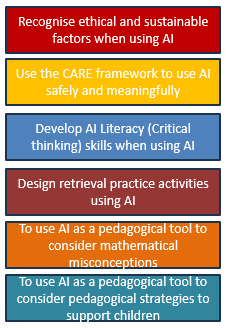 Recognise ethical and sustainable
factors when using AI
Use the CARE framework to use AI
safely and meaningfully
Develop AI Literacy (Critical
thinking) skills when using AI
Design retrieval practice activities
using AI
To use AI as a pedagogical tool to
consider mathematical
misconceptions
To use AI as a pedagogical tool to
consider pedagogical strategies to
support children